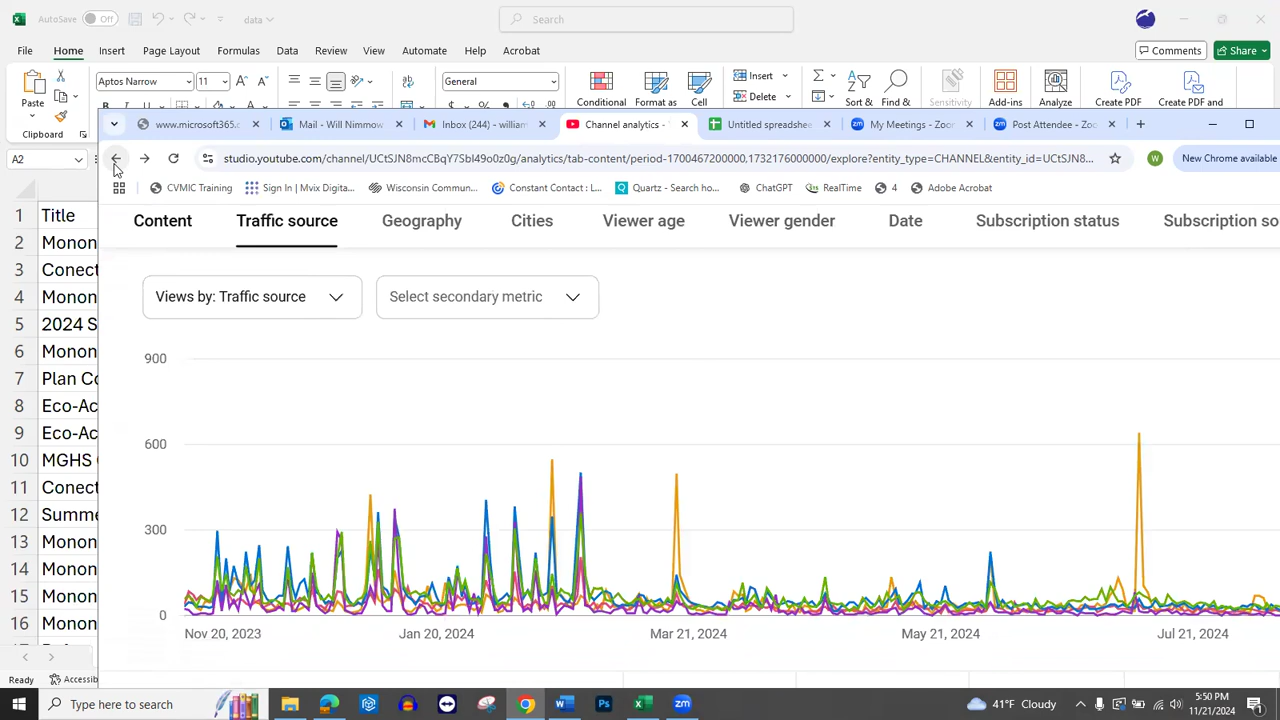 AutoSave Off data Search
File Home Insert Page Layout Formulas Data Review View Automate Help Acrobat Comments Share
Aptos Narrow 11 General Insert
Paste Conditional Format as Cell Delete Sort & Find & Sensitivity Add-ins Analyze Create PDF Create PDF and
Clipboard www.microsoft365. Mail - Will Nimmow Inbox (244) - william Channel analytics - Untitled spreadshe My Meetings - Zoo Post Attendee - Zo
A2 studio.youtube.com/channel/UCtSJN8mcCBqY7Sbl49o0z0g/analytics/tab-content/period-1700467200000,1732176000000/explore?entity_type=CHANNEL&entity_id=UCtSJN8... W New Chrome available
CVMIC Training Sign In | Mvix Digita... Wisconsin Commun... Constant Contact : L... Quartz - Search ho... ChatGPT RealTime 4 Adobe Acrobat
1 Title
2 Monon
3 Conect
4 Monon
5 2024 S
6 Monon
7 Plan Co
8 Eco-Ac
9 Eco-Ac
10 MGHS
11 Conect
12 Summe
13 Monon
14 Monon
15 Monon
16 Monon
Content Traffic source Geography Cities Viewer age Viewer gender Date Subscription status Subscription so
Views by: Traffic source Select secondary metric
900
600
300
0
Nov 20, 2023 Jan 20, 2024 Mar 21, 2024 May 21, 2024 Jul 21, 2024
Ready Accessib
Type here to search 41°F Cloudy 5:50 PM
11/21/2024